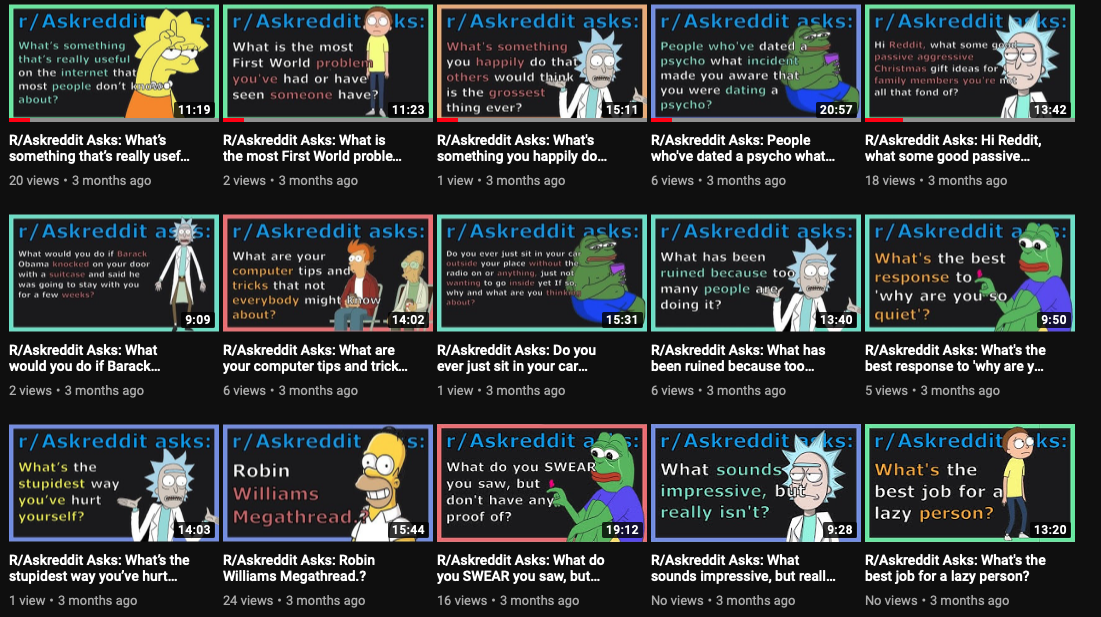 r/Askreddit asks:
What's something
that's really useful
on the internet that
most people don't know
about?
11:19
R/Askreddit Asks: What's
something that's really usef...
20 views • 3 months ago
r/Askreddit asks:
What is the most
First World problem
you've had or have
seen someone have?
11:23
R/Askreddit Asks: What is
the most First World proble...
2 views • 3 months ago
r/Askreddit asks:
What's something
you happily do that
others would think
is the grossest
thing ever?
15:11
R/Askreddit Asks: What's
something you happily do...
1 view • 3 months ago
r/Askreddit asks:
People who've dated a
psycho what incident
made you aware that
you were dating a
psycho?
20:57
R/Askreddit Asks: People
who've dated a psycho what...
6 views • 3 months ago
r/Askreddit asks:
Hi Reddit, what some good
passive aggressive
Christmas gift ideas for
family members you're not
all that fond of?
13:42
R/Askreddit Asks: Hi Reddit,
what some good passive...
18 views • 3 months ago
r/Askreddit asks:
What would you do if Barack
Obama knocked on your door
with a suitcase and said he
was going to stay with you
for a few weeks?
9:09
R/Askreddit Asks: What
would you do if Barack...
2 views • 3 months ago
r/Askreddit asks:
What are your
computer tips and
tricks that not
everybody might know
about?
14:02
R/Askreddit Asks: What are
your computer tips and trick...
6 views • 3 months ago
r/Askreddit asks:
Do you ever just sit in your car
outside your place without the
radio on or anything, just not
wanting to go inside yet If so,
why and what are you thinking
about?
15:31
R/Askreddit Asks: Do you
ever just sit in your car...
1 view • 3 months ago
r/Askreddit asks:
What has been
ruined because too
many people are
doing it?
13:40
R/Askreddit Asks: What has
been ruined because too...
6 views • 3 months ago
r/Askreddit asks:
What's the best
response to
'why are you so
quiet'?
9:50
R/Askreddit Asks: What's the
best response to 'why are y...
5 views • 3 months ago
r/Askreddit asks:
What's the
stupidest way
you've hurt
yourself?
14:03
R/Askreddit Asks: What's the
stupidest way you've hurt...
1 view • 3 months ago
r/Askreddit asks:
Robin
Williams
Megathread.?
15:44
R/Askreddit Asks: Robin
Williams Megathread.?
24 views • 3 months ago
r/Askreddit asks:
What do you SWEAR
you saw, but
don't have any
proof of?
19:12
R/Askreddit Asks: What do
you SWEAR you saw, but...
16 views • 3 months ago
r/Askreddit asks:
What sounds
impressive, but
really isn't?
9:28
R/Askreddit Asks: What
sounds impressive, but reall...
No views • 3 months ago
r/Askreddit asks:
What's the
best job for a
lazy person?
13:20
R/Askreddit Asks: What's the
best job for a lazy person?
No views • 3 months ago